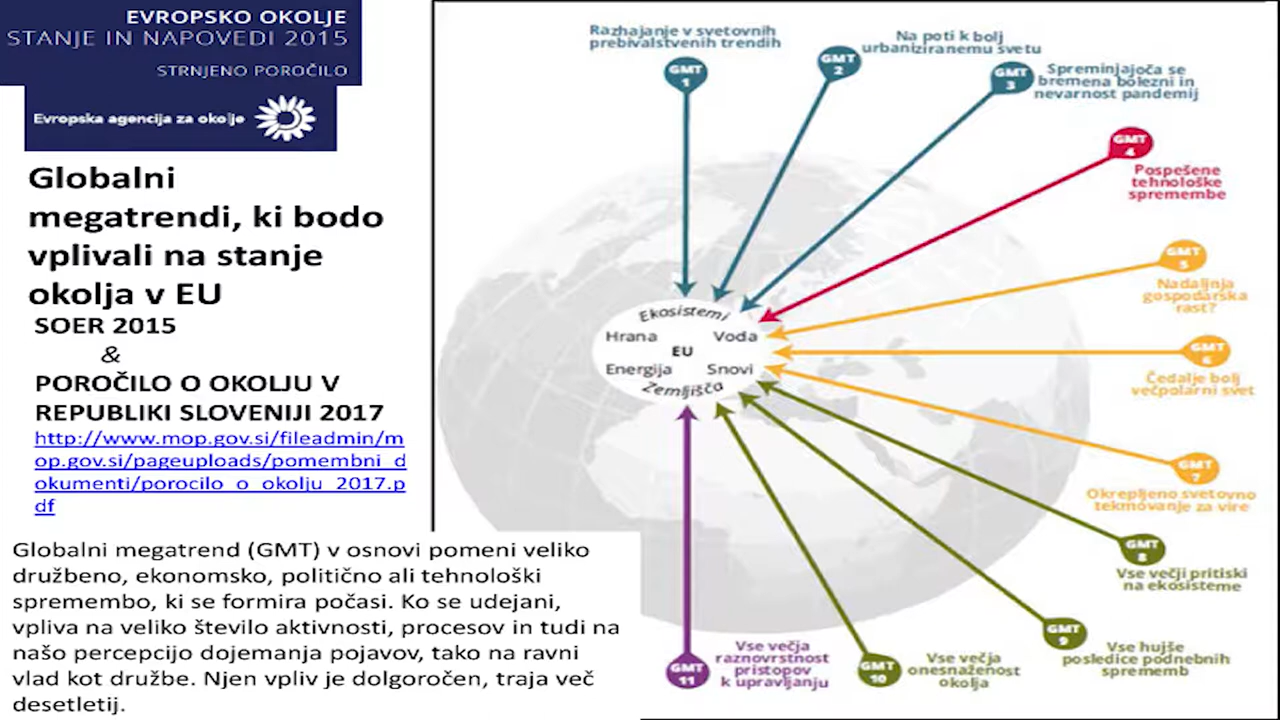 EVROPSKO OKOLJE
STANJE IN NAPOVEDI 2015
STRNJENO POROČILO
Evropska agencija za okolje
Globalni
megatrendi, ki bodo
vplivali na stanje
okolja v EU
SOER 2015
&
POROČILO O OKOLJU V
REPUBLIKI SLOVENIJI 2017
http://www.mop.gov.si/fileadmin/m
op.gov.si/pageuploads/pomembni_d
okumenti/porocilo_o_okolju_2017.p
df
Globalni megatrend (GMT) v osnovi pomeni veliko
družbeno, ekonomsko, politično ali tehnološki
spremembo, ki se formira počasi. Ko se udejani,
vpliva na veliko število aktivnosti, procesov in tudi na
našo percepcijo dojemanja pojavov, tako na ravni
vlad kot družbe. Njen vpliv je dolgoročen, traja več
desetletij.
Razhajanje v svetovnih
prebivalstvenih trendih
GMT
1
Na poti k bolj
urbaniziranemu svetu
GMT
2
Spreminjajoča se
bremena bolezni in
nevarnost pandemij
GMT
3
GMT
4
Pospešene
tehnološke
spremembe
GMT
5
Nadaljnja
gospodarska
rast?
GMT
6
Čedalje bolj
večpolarni svet
GMT
7
Okrepljeno svetovno
tekmovanje za vire
GMT
8
Vse večji pritiski
na ekosisteme
GMT
9
Vse hujše
posledice podnebnih
sprememb
GMT
10
Vse večja
onesnaženost
okolja
GMT
11
Vse večja
raznovrstnost
pristopov
k upravljanju
Ekosistemi
Hrana
Voda
EU
Energija
Snovi
Zemljišča